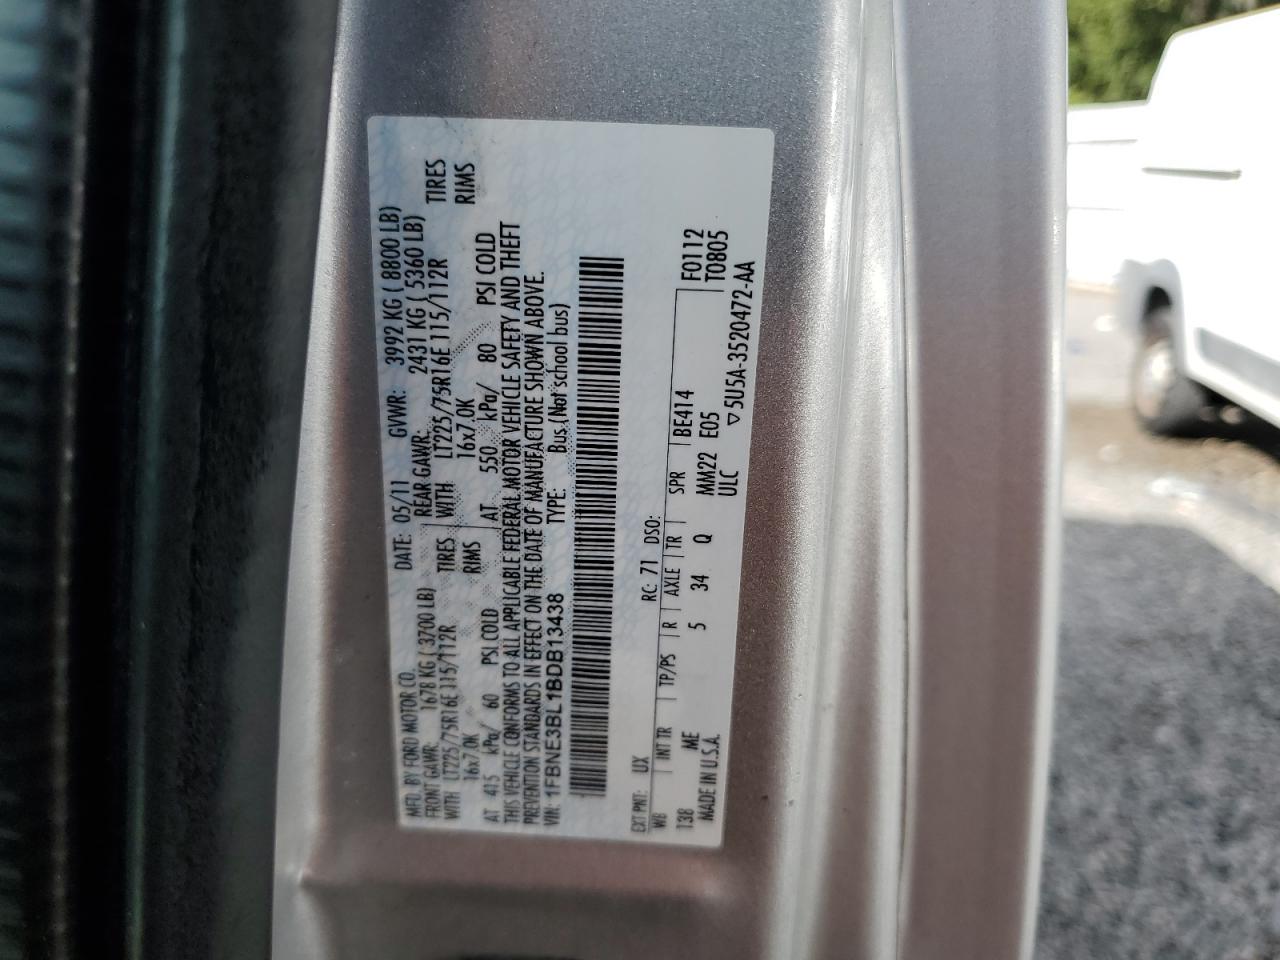 MFD. BY FORD MOTOR CO. DATE: 05/11 GVWR: 3992 KG ( 8800 LB)
FRONT GAWR: 1678 KG ( 3700 LB) REAR GAWR: 2431 KG ( 5360 LB)
WITH LT225/75R16E 115/112R TIRES WITH LT225/75R16E 115/112R TIRES
16x7.0K RIMS 16x7.0K RIMS
AT 415 kPa/ 60 PSI COLD AT 550 kPa/ 80 PSI COLD
THIS VEHICLE CONFORMS TO ALL APPLICABLE FEDERAL MOTOR VEHICLE SAFETY AND THEFT
PREVENTION STANDARDS IN EFFECT ON THE DATE OF MANUFACTURE SHOWN ABOVE.
VIN: 1FBNE3BL1BDB13438 TYPE: Bus (Not school bus)
EXT PNT: UX RC: 71 DSO:
WB INT TR TP/PS R AXLE TR SPR BE414 F0112
138 ME 5 34 Q MM22 E05 T0805
MADE IN U.S.A. ULC ▽5U5A-3520472-AA